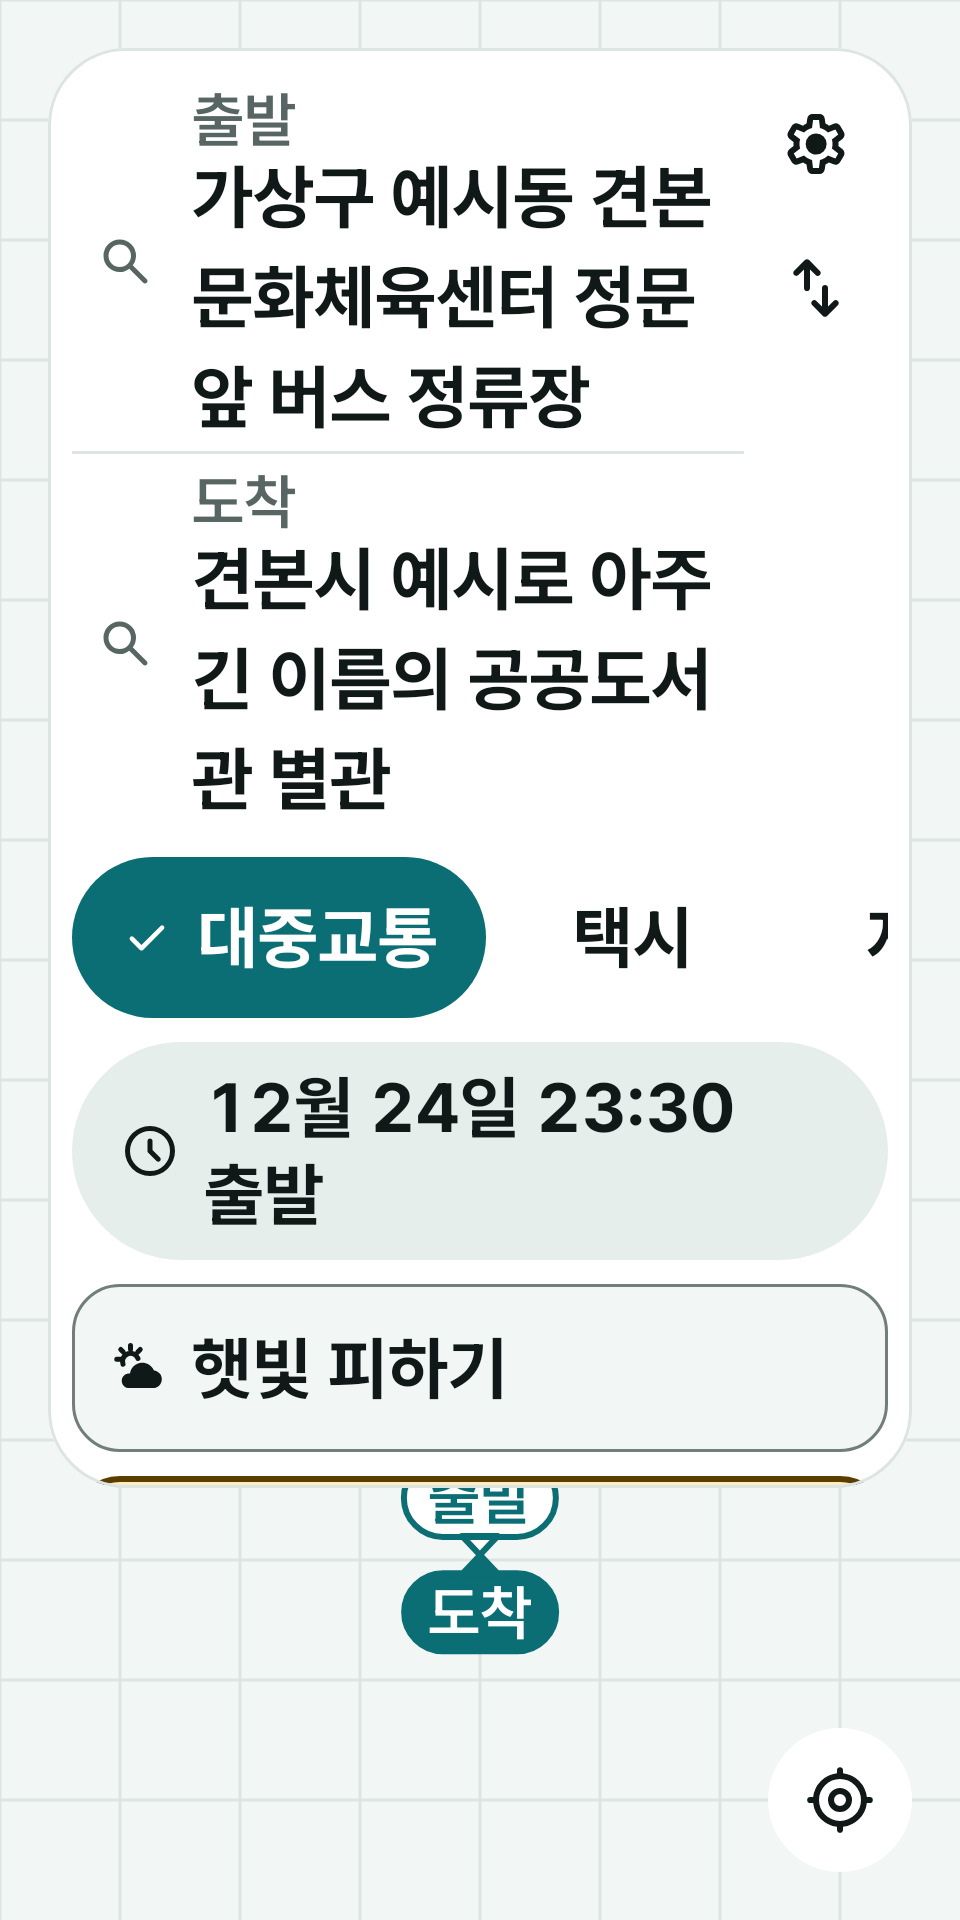 출발
가상구 예시동 견본
문화체육센터 정문
앞 버스 정류장
도착
견본시 예시로 아주
긴 이름의 공공도서
관 별관
대중교통 택시
12월 24일 23:30
출발
햇빛 피하기
출발
도착